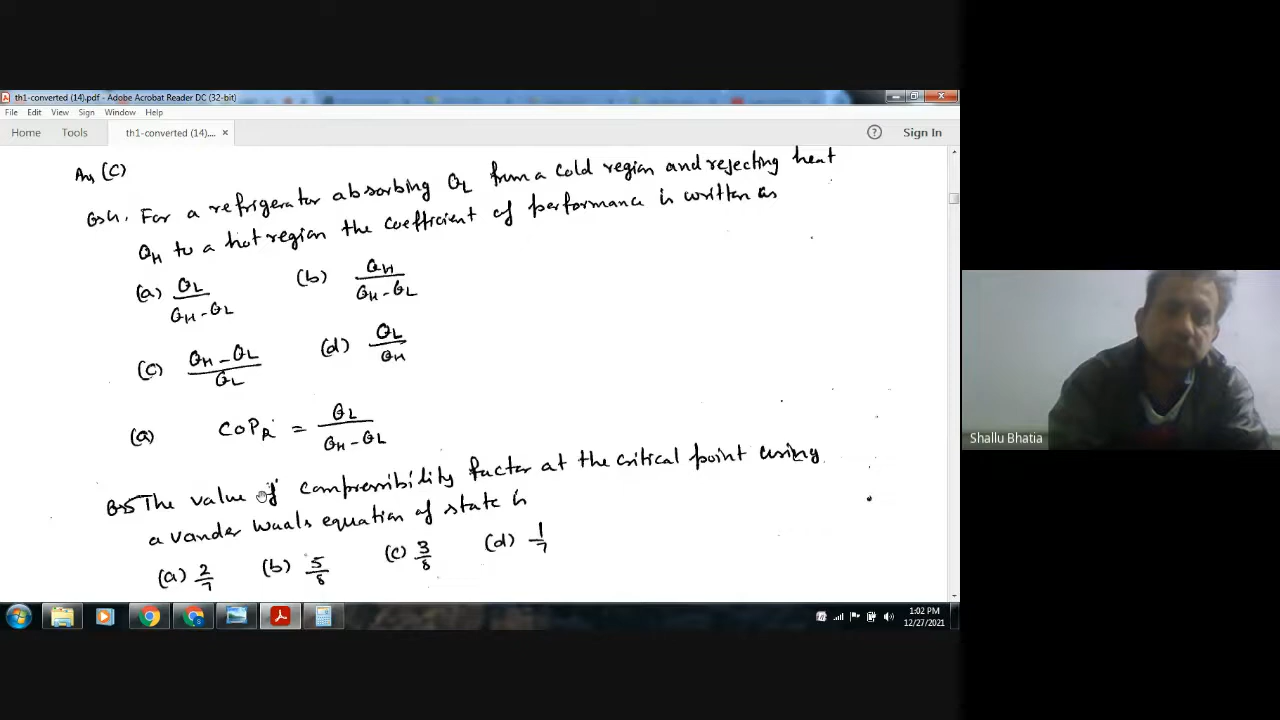 th1-converted (14).pdf - Adobe Acrobat Reader DC (32-bit)
File Edit View Sign Window Help
Home Tools th1-converted (14).... × ? Sign In
Ans (C)
Q54. For a refrigerator absorbing QL from a cold region and rejecting heat
QH to a hot region the coefficient of performance is written as
(a) QL / QH - QL (b) QH / QH - QL
(c) QH - QL / QL (d) QL / QH
(a) COPR = QL / QH - QL
Q55 The value of compressibility factor at the critical point using
a vander waals equation of state is
(a) 2/7 (b) 5/8 (c) 3/8 (d) 1/7
Shallu Bhatia
1:02 PM
12/27/2021